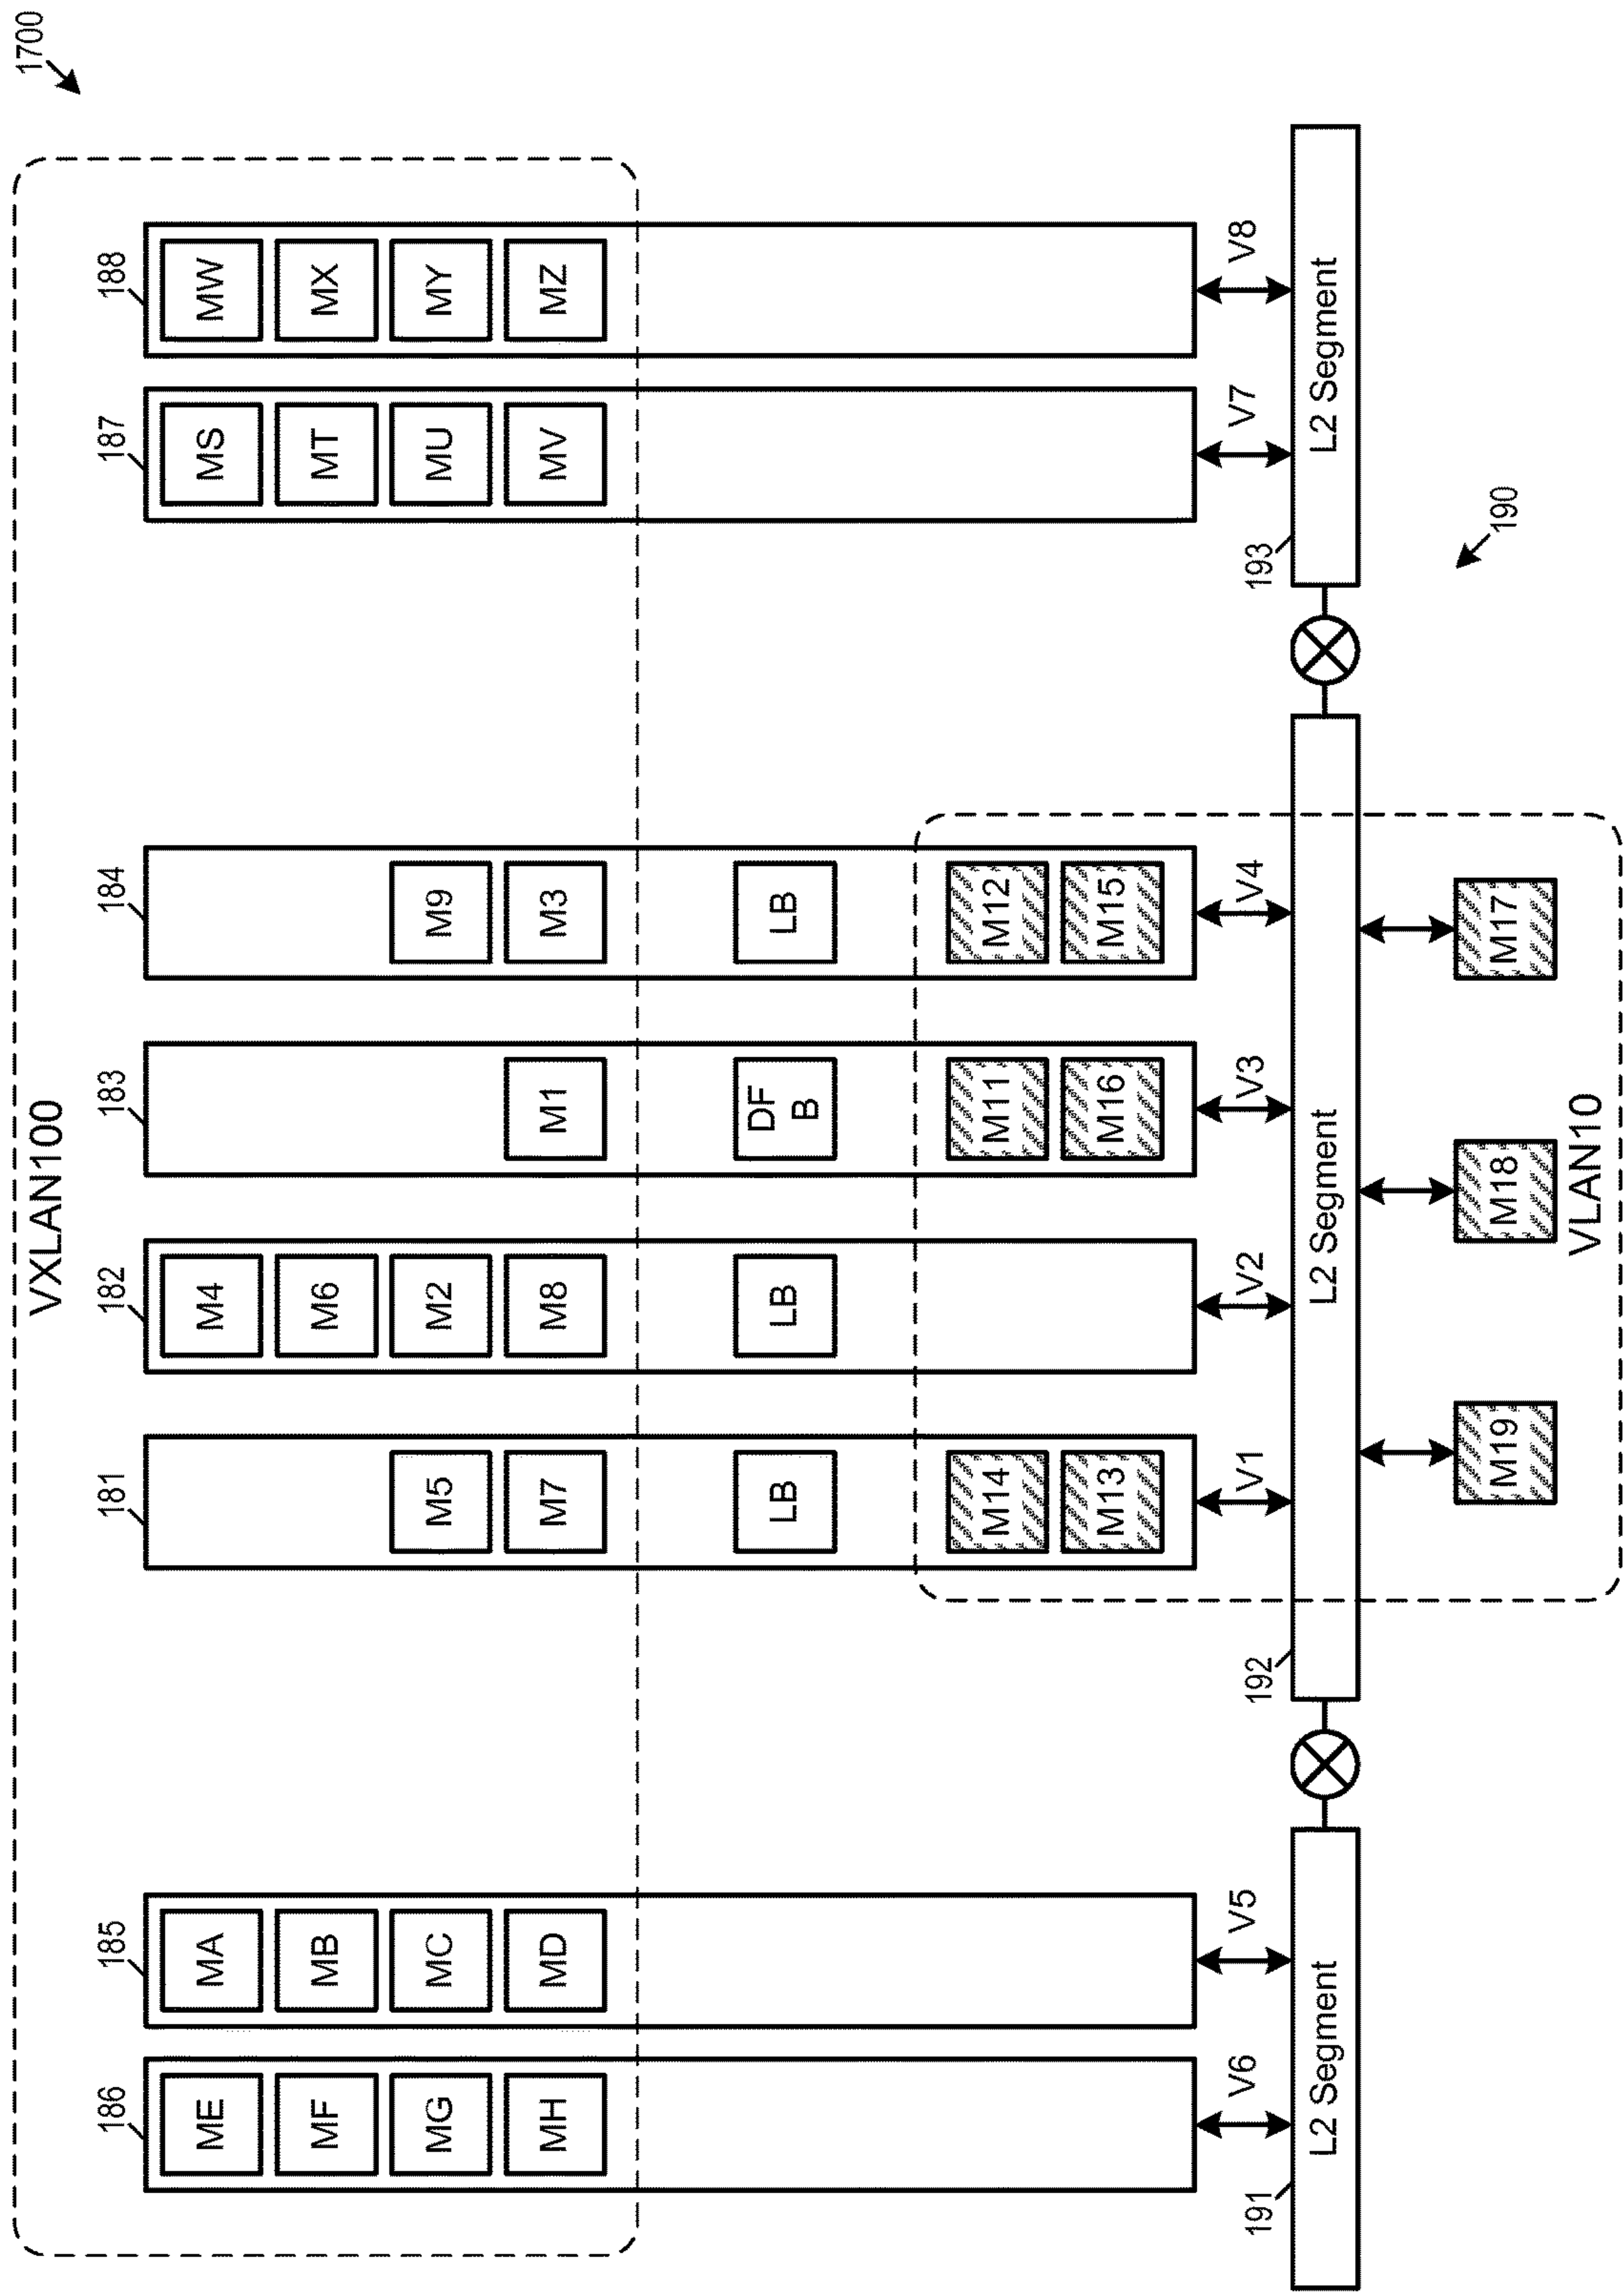 1700
VXLAN100
186
185
181
182
183
184
187
188
ME
MA
M4
MS
MW
MF
MB
M6
MT
MX
MG
MC
M5
M2
M9
MU
MY
MH
MD
M7
M8
M1
M3
MV
MZ
LB
LB
DF
B
LB
M14
M11
M12
M13
M16
M15
V6
V5
V1
V2
V3
V4
V7
V8
191
192
193
L2 Segment
L2 Segment
L2 Segment
190
M19
M18
M17
VLAN10